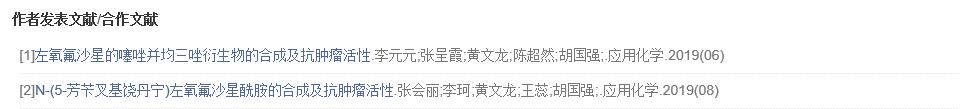 作者发表文献/合作文献
[1]左氧氟沙星的噻唑并均三唑衍生物的合成及抗肿瘤活性.李元元;张呈霞;黄文龙;陈超然;胡国强;.应用化学.2019(06)
[2]N-(5-芳苄叉基饶丹宁)左氧氟沙星酰胺的合成及抗肿瘤活性.张会丽;李珂;黄文龙;王蕊;胡国强;.应用化学.2019(08)